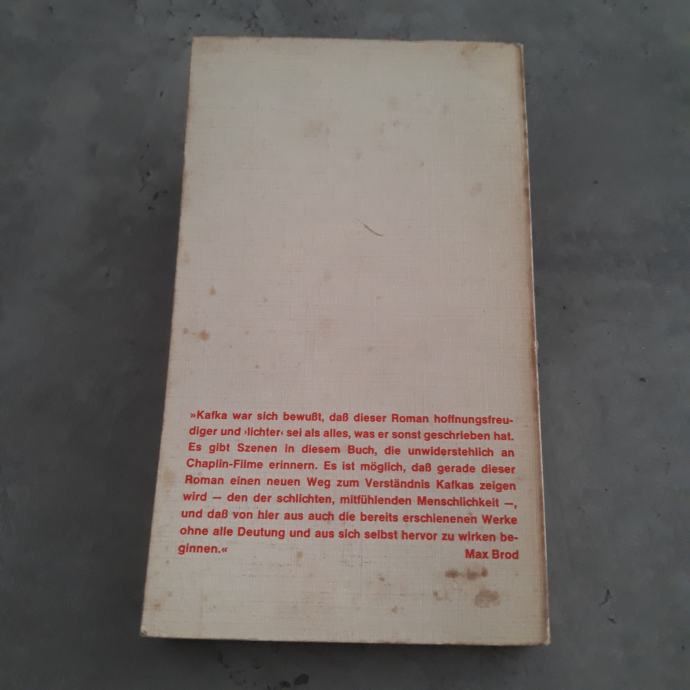 »Kafka war sich bewußt, daß dieser Roman hoffnungsfreu-
diger und ›lichter‹ sei als alles, was er sonst geschrieben hat.
Es gibt Szenen in diesem Buch, die unwiderstehlich an
Chaplin-Filme erinnern. Es ist möglich, daß gerade dieser
Roman einen neuen Weg zum Verständnis Kafkas zeigen
wird — den der schlichten, mitfühlenden Menschlichkeit —,
und daß von hier aus auch die bereits erschienenen Werke
ohne alle Deutung und aus sich selbst hervor zu wirken be-
ginnen.« Max Brod